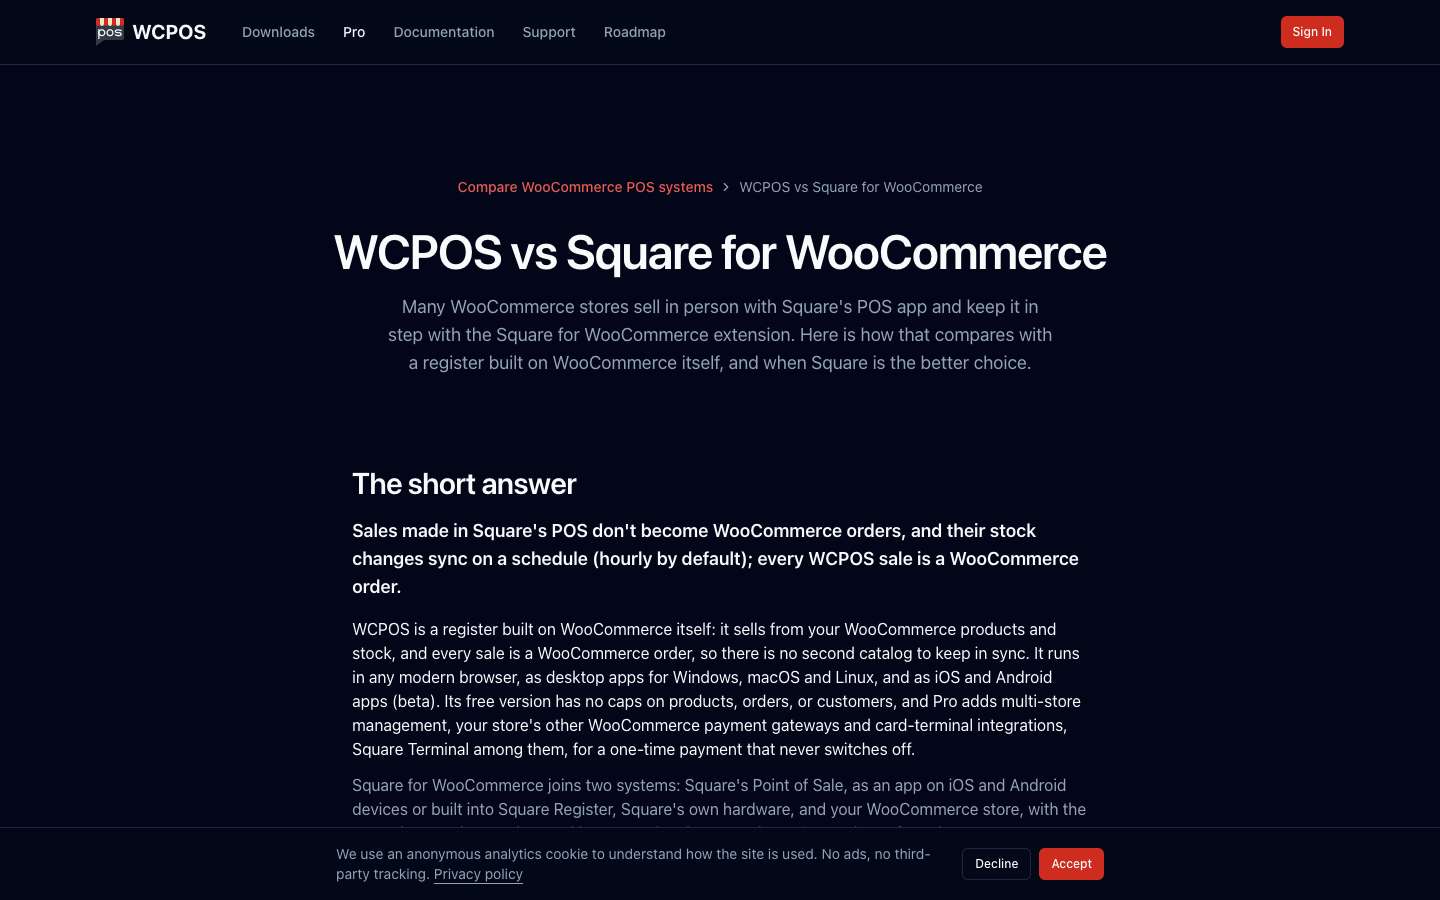 pos WCPOS Downloads Pro Documentation Support Roadmap Sign In
Compare WooCommerce POS systems > WCPOS vs Square for WooCommerce
WCPOS vs Square for WooCommerce
Many WooCommerce stores sell in person with Square's POS app and keep it in
step with the Square for WooCommerce extension. Here is how that compares with
a register built on WooCommerce itself, and when Square is the better choice.
The short answer
Sales made in Square's POS don't become WooCommerce orders, and their stock
changes sync on a schedule (hourly by default); every WCPOS sale is a WooCommerce
order.
WCPOS is a register built on WooCommerce itself: it sells from your WooCommerce products and
stock, and every sale is a WooCommerce order, so there is no second catalog to keep in sync. It runs
in any modern browser, as desktop apps for Windows, macOS and Linux, and as iOS and Android
apps (beta). Its free version has no caps on products, orders, or customers, and Pro adds multi-store
management, your store's other WooCommerce payment gateways and card-terminal integrations,
Square Terminal among them, for a one-time payment that never switches off.
Square for WooCommerce joins two systems: Square's Point of Sale, as an app on iOS and Android
devices or built into Square Register, Square's own hardware, and your WooCommerce store, with the
We use an anonymous analytics cookie to understand how the site is used. No ads, no third-
party tracking. Privacy policy
Decline Accept